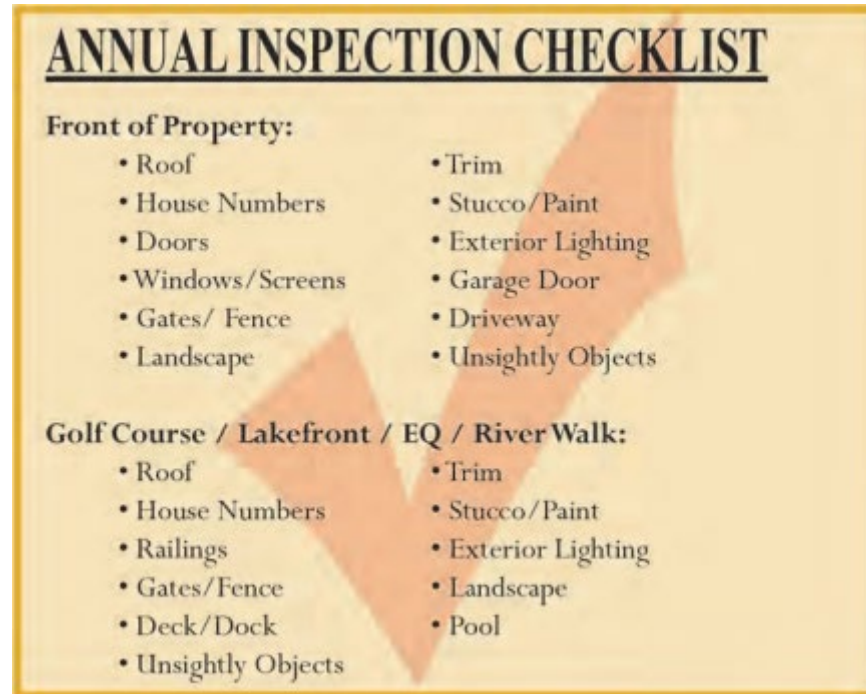 ANNUAL INSPECTION CHECKLIST
Front of Property:
• Roof
• House Numbers
• Doors
• Windows/Screens
• Gates/ Fence
• Landscape
• Trim
• Stucco/Paint
• Exterior Lighting
• Garage Door
• Driveway
• Unsightly Objects
Golf Course / Lakefront / EQ / River Walk:
• Roof
• House Numbers
• Railings
• Gates/Fence
• Deck/Dock
• Unsightly Objects
• Trim
• Stucco/Paint
• Exterior Lighting
• Landscape
• Pool